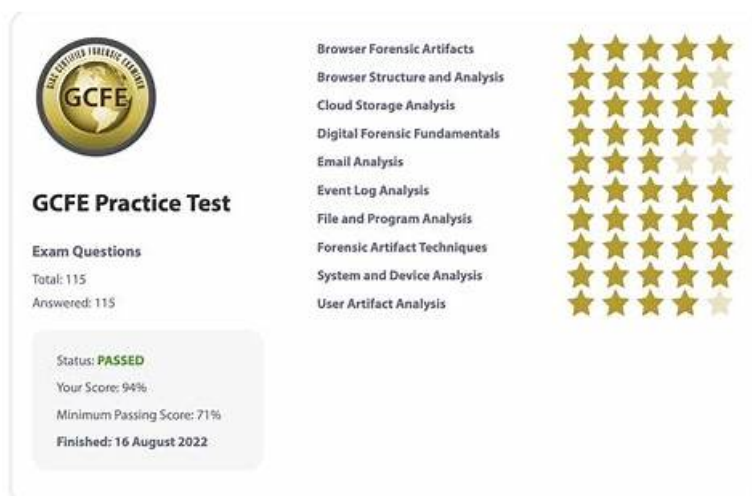 GIAC CERTIFIED FORENSIC EXAMINER
GCFE
GCFE Practice Test
Exam Questions
Total: 115
Answered: 115
Status: PASSED
Your Score: 94%
Minimum Passing Score: 71%
Finished: 16 August 2022
Browser Forensic Artifacts
Browser Structure and Analysis
Cloud Storage Analysis
Digital Forensic Fundamentals
Email Analysis
Event Log Analysis
File and Program Analysis
Forensic Artifact Techniques
System and Device Analysis
User Artifact Analysis